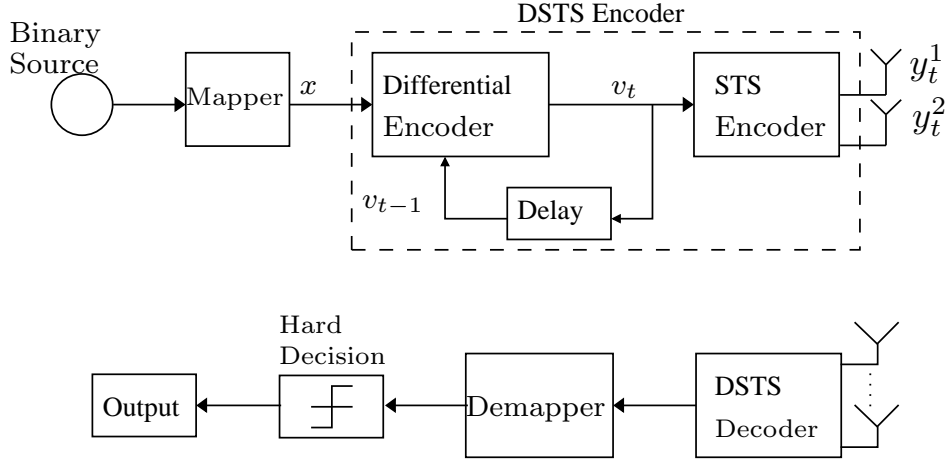 DSTS Encoder
Binary
Source
Mapper
x
Differential
Encoder
v_t
STS
Encoder
y_t^1
y_t^2
v_{t-1}
Delay
Hard
Decision
Output
Demapper
DSTS
Decoder